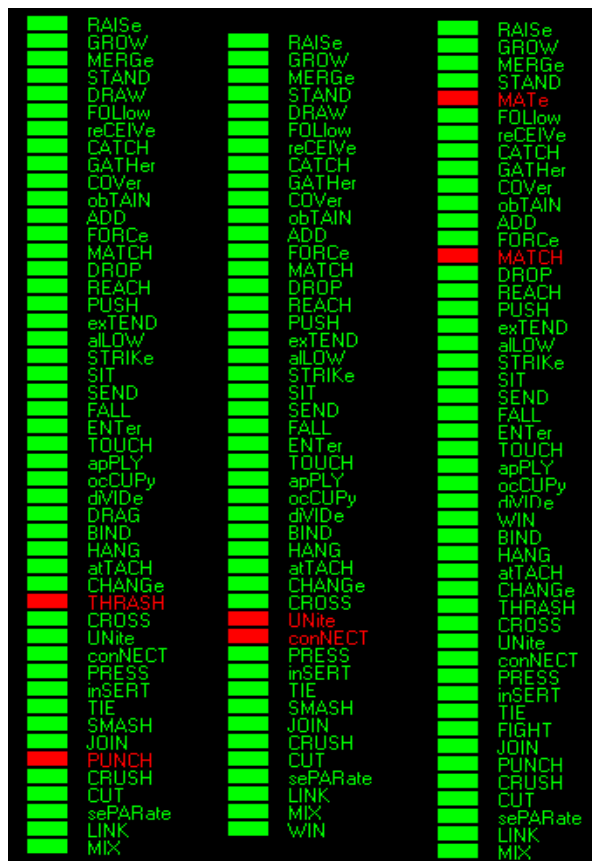 RAISe
GROW
MERGe
STAND
DRAW
FOLlow
reCEIVe
CATCH
GATHer
COVer
obTAIN
ADD
FORCe
MATCH
DROP
REACH
PUSH
exTEND
alLOW
STRIKe
SIT
SEND
FALL
ENTer
TOUCH
apPLY
ocCUPy
diVIDe
DRAG
BIND
HANG
atTACH
CHANGe
THRASH
CROSS
UNite
conNECT
PRESS
inSERT
TIE
SMASH
JOIN
PUNCH
CRUSH
CUT
sePARate
LINK
MIX
RAISe
GROW
MERGe
STAND
DRAW
FOLlow
reCEIVe
CATCH
GATHer
COVer
obTAIN
ADD
FORCe
MATCH
DROP
REACH
PUSH
exTEND
alLOW
STRIKe
SIT
SEND
FALL
ENTer
TOUCH
apPLY
ocCUPy
diVIDe
BIND
HANG
atTACH
CHANGe
CROSS
UNite
conNECT
PRESS
inSERT
TIE
SMASH
JOIN
CRUSH
CUT
sePARate
LINK
MIX
WIN
RAISe
GROW
MERGe
STAND
MATe
FOLlow
reCEIVe
CATCH
GATHer
COVer
obTAIN
ADD
FORCe
MATCH
DROP
REACH
PUSH
exTEND
alLOW
STRIKe
SIT
SEND
FALL
ENTer
TOUCH
apPLY
ocCUPy
diVIDe
WIN
BIND
HANG
atTACH
CHANGe
THRASH
CROSS
UNite
conNECT
PRESS
inSERT
TIE
FIGHT
JOIN
PUNCH
CRUSH
CUT
sePARate
LINK
MIX